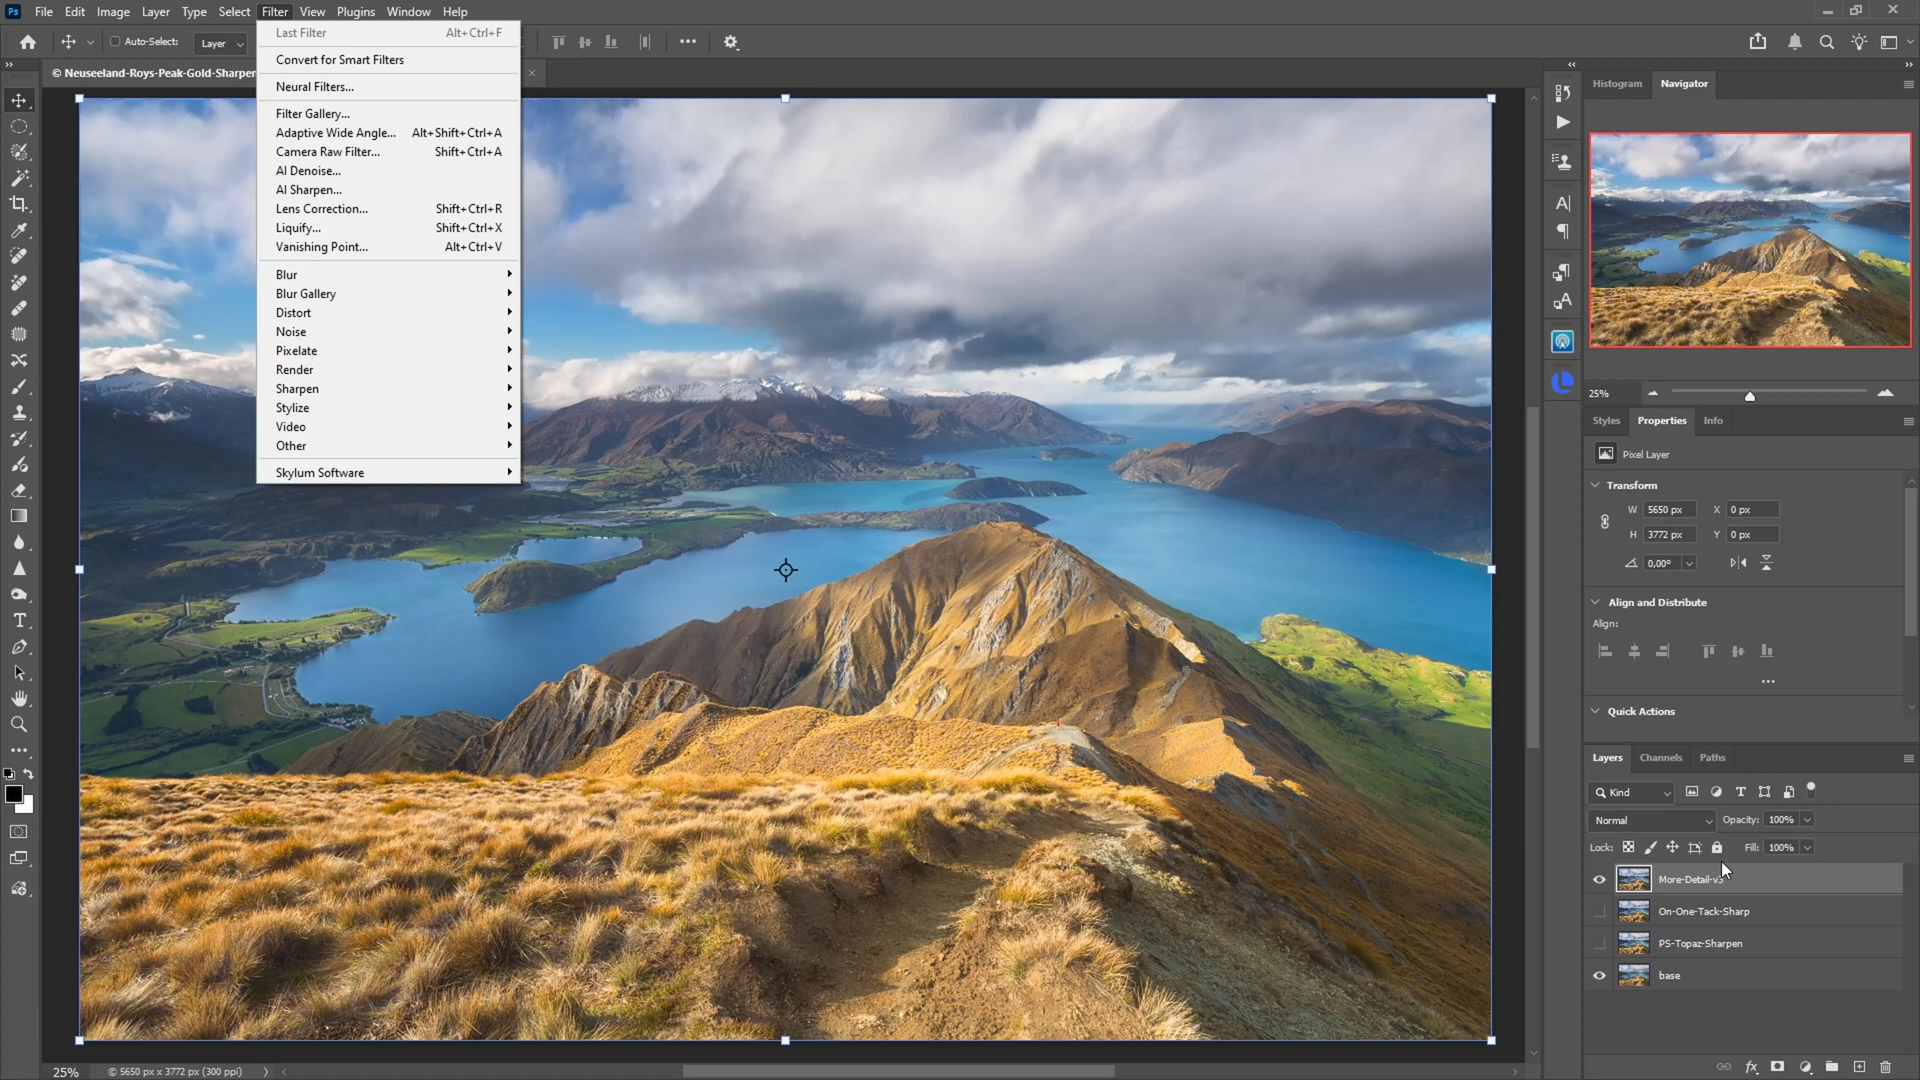 Ps File Edit Image Layer Type Select Filter View Plugins Window Help
Auto-Select: Layer
© Neuseeland-Roys-Peak-Gold-Sharpen
Last Filter Alt+Ctrl+F
Convert for Smart Filters
Neural Filters...
Filter Gallery...
Adaptive Wide Angle... Alt+Shift+Ctrl+A
Camera Raw Filter... Shift+Ctrl+A
AI Denoise...
AI Sharpen...
Lens Correction... Shift+Ctrl+R
Liquify... Shift+Ctrl+X
Vanishing Point... Alt+Ctrl+V
Blur
Blur Gallery
Distort
Noise
Pixelate
Render
Sharpen
Stylize
Video
Other
Skylum Software
Histogram Navigator
25%
Styles Properties Info
Pixel Layer
Transform
W 5650 px X 0 px
H 3772 px Y 0 px
0,00°
Align and Distribute
Align:
Quick Actions
Layers Channels Paths
Kind
Normal Opacity: 100%
Lock: Fill: 100%
More-Detail-v3
On-One-Tack-Sharp
PS-Topaz-Sharpen
base
25% © 5650 px x 3772 px (300 ppi)